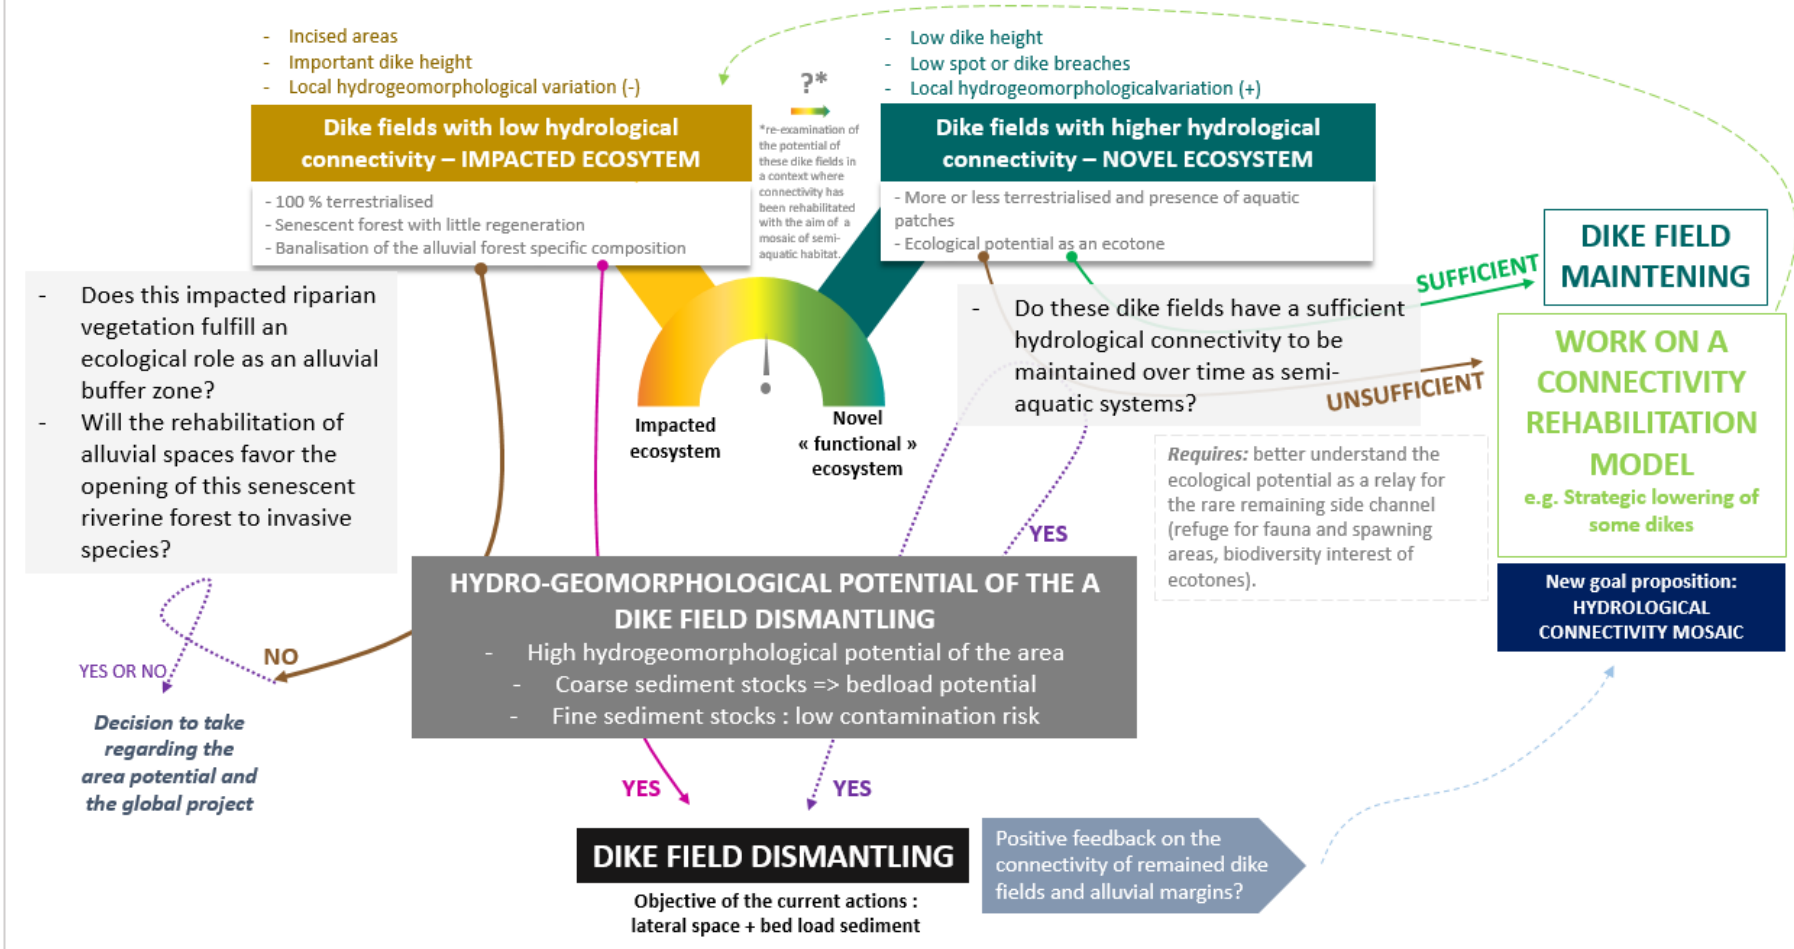 - Incised areas
- Important dike height
- Local hydrogeomorphological variation (-)
Dike fields with low hydrological
connectivity – IMPACTED ECOSYTEM
- 100 % terrestrialised
- Senescent forest with little regeneration
- Banalisation of the alluvial forest specific composition
?*
*re-examination of
the potential of
these dike fields in
a context where
connectivity has
been rehabilitated
with the aim of a
mosaic of semi-
aquatic habitat.
- Low dike height
- Low spot or dike breaches
- Local hydrogeomorphologicalvariation (+)
Dike fields with higher hydrological
connectivity – NOVEL ECOSYSTEM
- More or less terrestrialised and presence of aquatic
patches
- Ecological potential as an ecotone
- Does this impacted riparian
vegetation fulfill an
ecological role as an alluvial
buffer zone?
- Will the rehabilitation of
alluvial spaces favor the
opening of this senescent
riverine forest to invasive
species?
Impacted
ecosystem
Novel
« functional »
ecosystem
- Do these dike fields have a sufficient
hydrological connectivity to be
maintained over time as semi-
aquatic systems?
SUFFICIENT
UNSUFFICIENT
DIKE FIELD
MAINTENING
WORK ON A
CONNECTIVITY
REHABILITATION
MODEL
e.g. Strategic lowering of
some dikes
New goal proposition:
HYDROLOGICAL
CONNECTIVITY MOSAIC
Requires: better understand the
ecological potential as a relay for
the rare remaining side channel
(refuge for fauna and spawning
areas, biodiversity interest of
ecotones).
YES
HYDRO-GEOMORPHOLOGICAL POTENTIAL OF THE A
DIKE FIELD DISMANTLING
- High hydrogeomorphological potential of the area
- Coarse sediment stocks => bedload potential
- Fine sediment stocks : low contamination risk
NO
YES OR NO
Decision to take
regarding the
area potential and
the global project
YES
YES
DIKE FIELD DISMANTLING
Objective of the current actions :
lateral space + bed load sediment
Positive feedback on the
connectivity of remained dike
fields and alluvial margins?